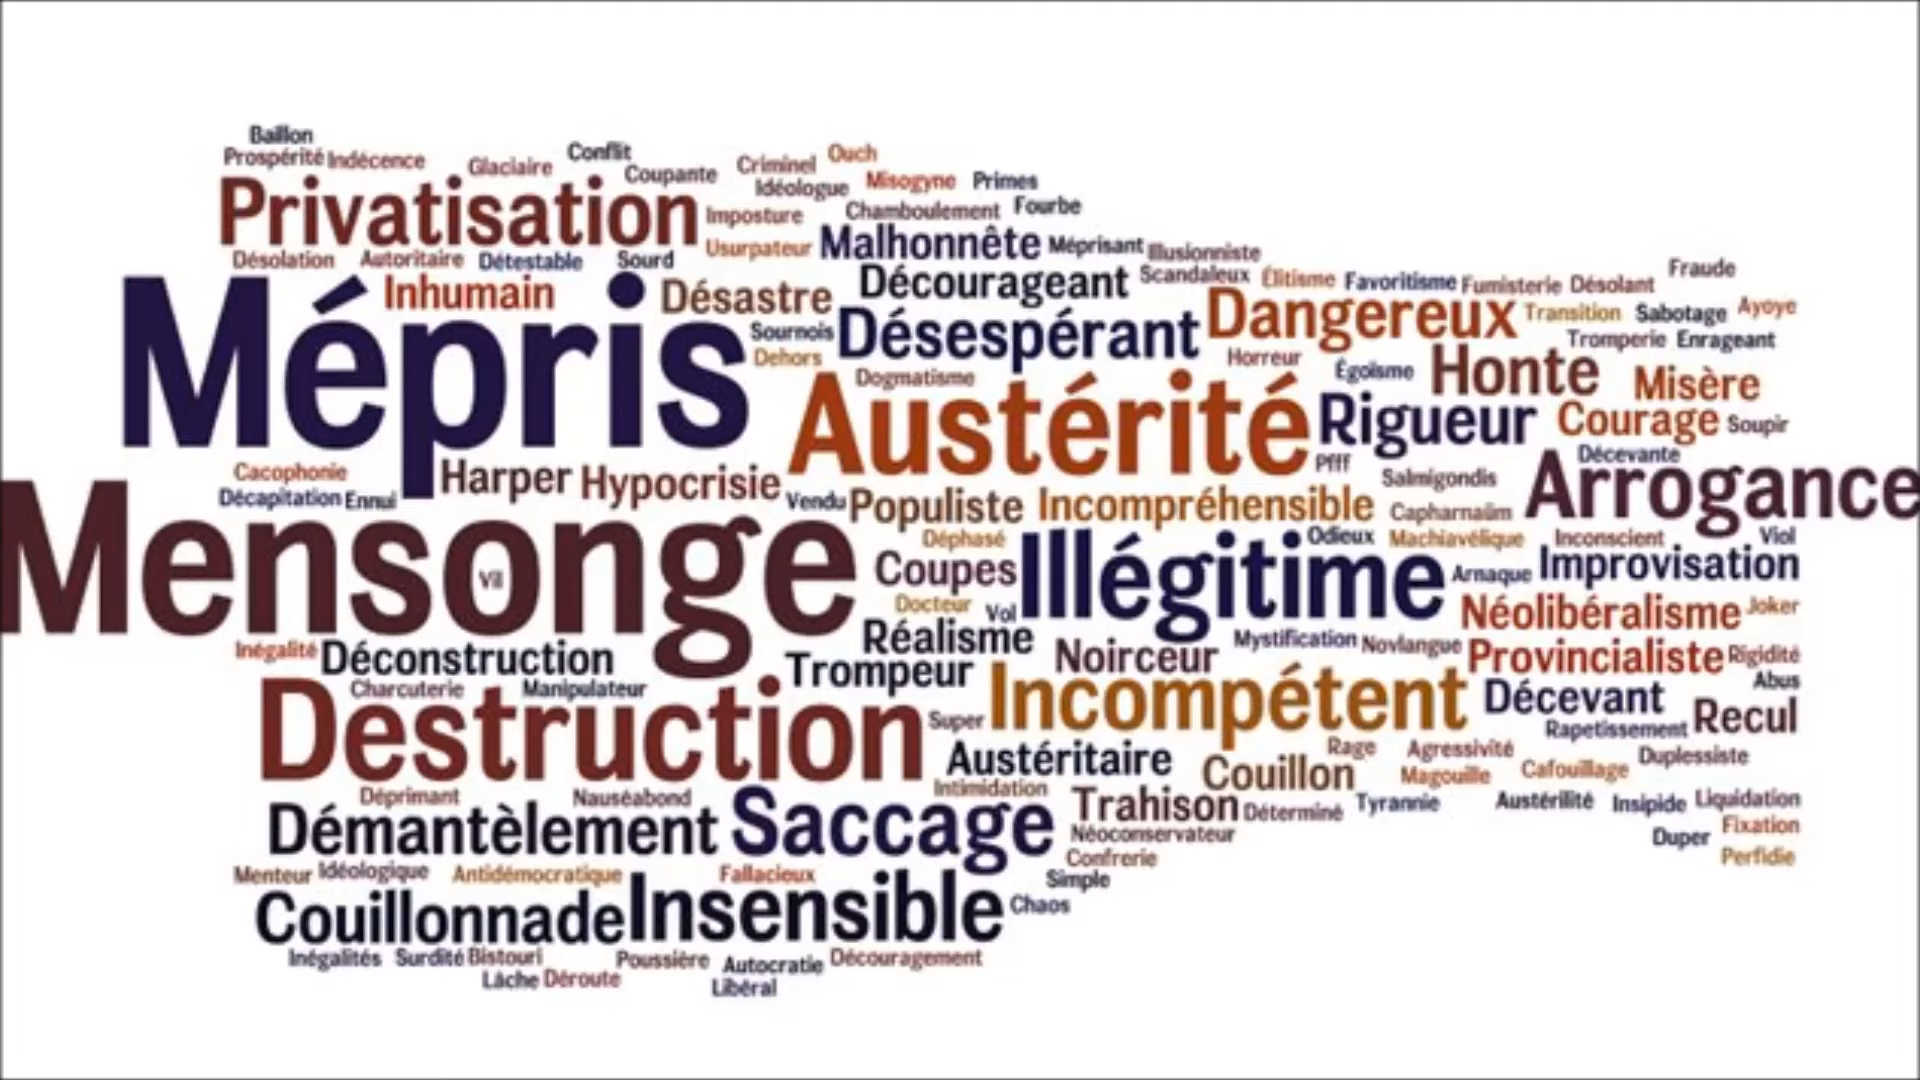 Baillon
Prospérité Indécence Glaciaire Conflit Coupante Criminel Ouch
Idéologue Misogyne Primes
Privatisation Imposture Chamboulement Fourbe
Usurpateur Malhonnête Méprisant Illusionniste
Désolation Autoritaire Détestable Sourd
Inhumain Désastre Décourageant Scandaleux Élitisme Favoritisme Fumisterie Désolant Fraude
Mépris Sournois Désespérant Dangereux Transition Sabotage Ayoye
Dehors Horreur Tromperie Enrageant
Dogmatisme Égoïsme Honte Misère
Austérité Rigueur Courage Soupir
Cacophonie Harper Hypocrisie Pfff Salmigondis Décevante Arrogance
Décapitation Ennui Vendu Populiste Incompréhensible Capharnaüm
Mensonge Déphasé Odieux Machiavélique Inconscient Viol
Vil Coupes Illégitime Arnaque Improvisation
Docteur Vol Néolibéralisme Joker
Inégalité Déconstruction Réalisme Mystification Novlangue Provincialiste Rigidité
Trompeur Noirceur Abus
Charcuterie Manipulateur Incompétent Décevant Recul
Destruction Super Rapetissement
Austéritaire Rage Agressivité Duplessiste
Couillon Magouille Cafouillage
Déprimant Nauséabond Intimidation
Démantèlement Saccage Trahison Déterminé Tyrannie Austérilité Insipide Liquidation
Néoconservateur Duper Fixation
Confrerie Perfidie
Menteur Idéologique Antidémocratique Fallacieux Simple
Couillonnade Insensible Chaos
Inégalités Surdité Bistouri Poussière Autocratie Découragement
Lâche Déroute Libéral